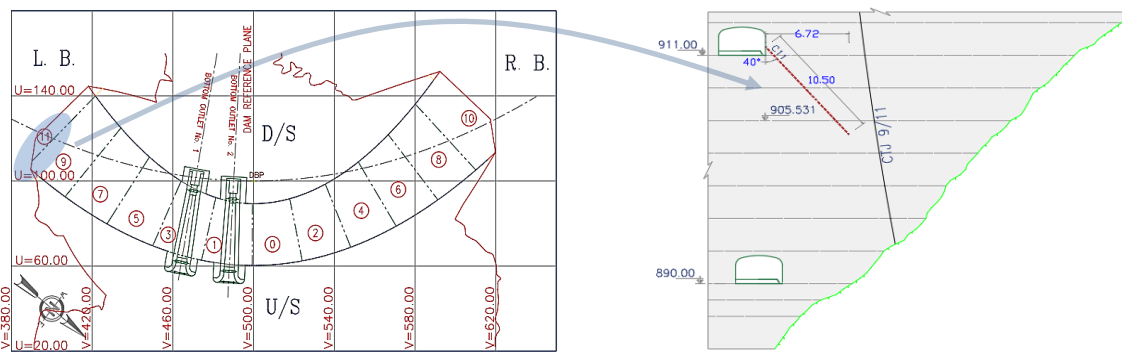 L. B.
R. B.
D/S
U/S
U=140.00
U=100.00
U=60.00
U=20.00
V=380.00
V=420.00
V=460.00
V=500.00
V=540.00
V=580.00
V=620.00
BOTTOM OUTLET No. 1
BOTTOM OUTLET No. 2
DAM REFERENCE PLANE
DBP
11
9
7
5
3
1
0
2
4
6
8
10
911.00
6.72
C11
40°
10.50
905.531
CTJ 9/11
890.00